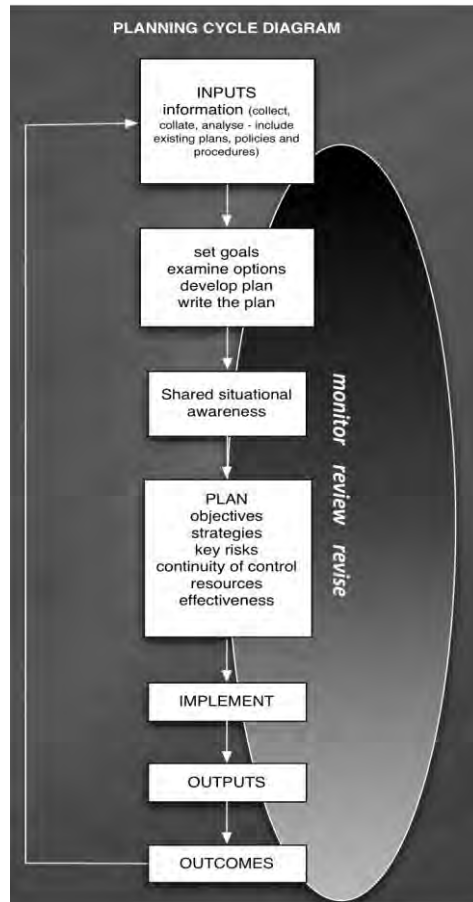 PLANNING CYCLE DIAGRAM
INPUTS
information (collect,
collate, analyse - include
existing plans, policies and
procedures)
set goals
examine options
develop plan
write the plan
Shared situational
awareness
PLAN
objectives
strategies
key risks
continuity of control
resources
effectiveness
IMPLEMENT
OUTPUTS
OUTCOMES
monitor review revise